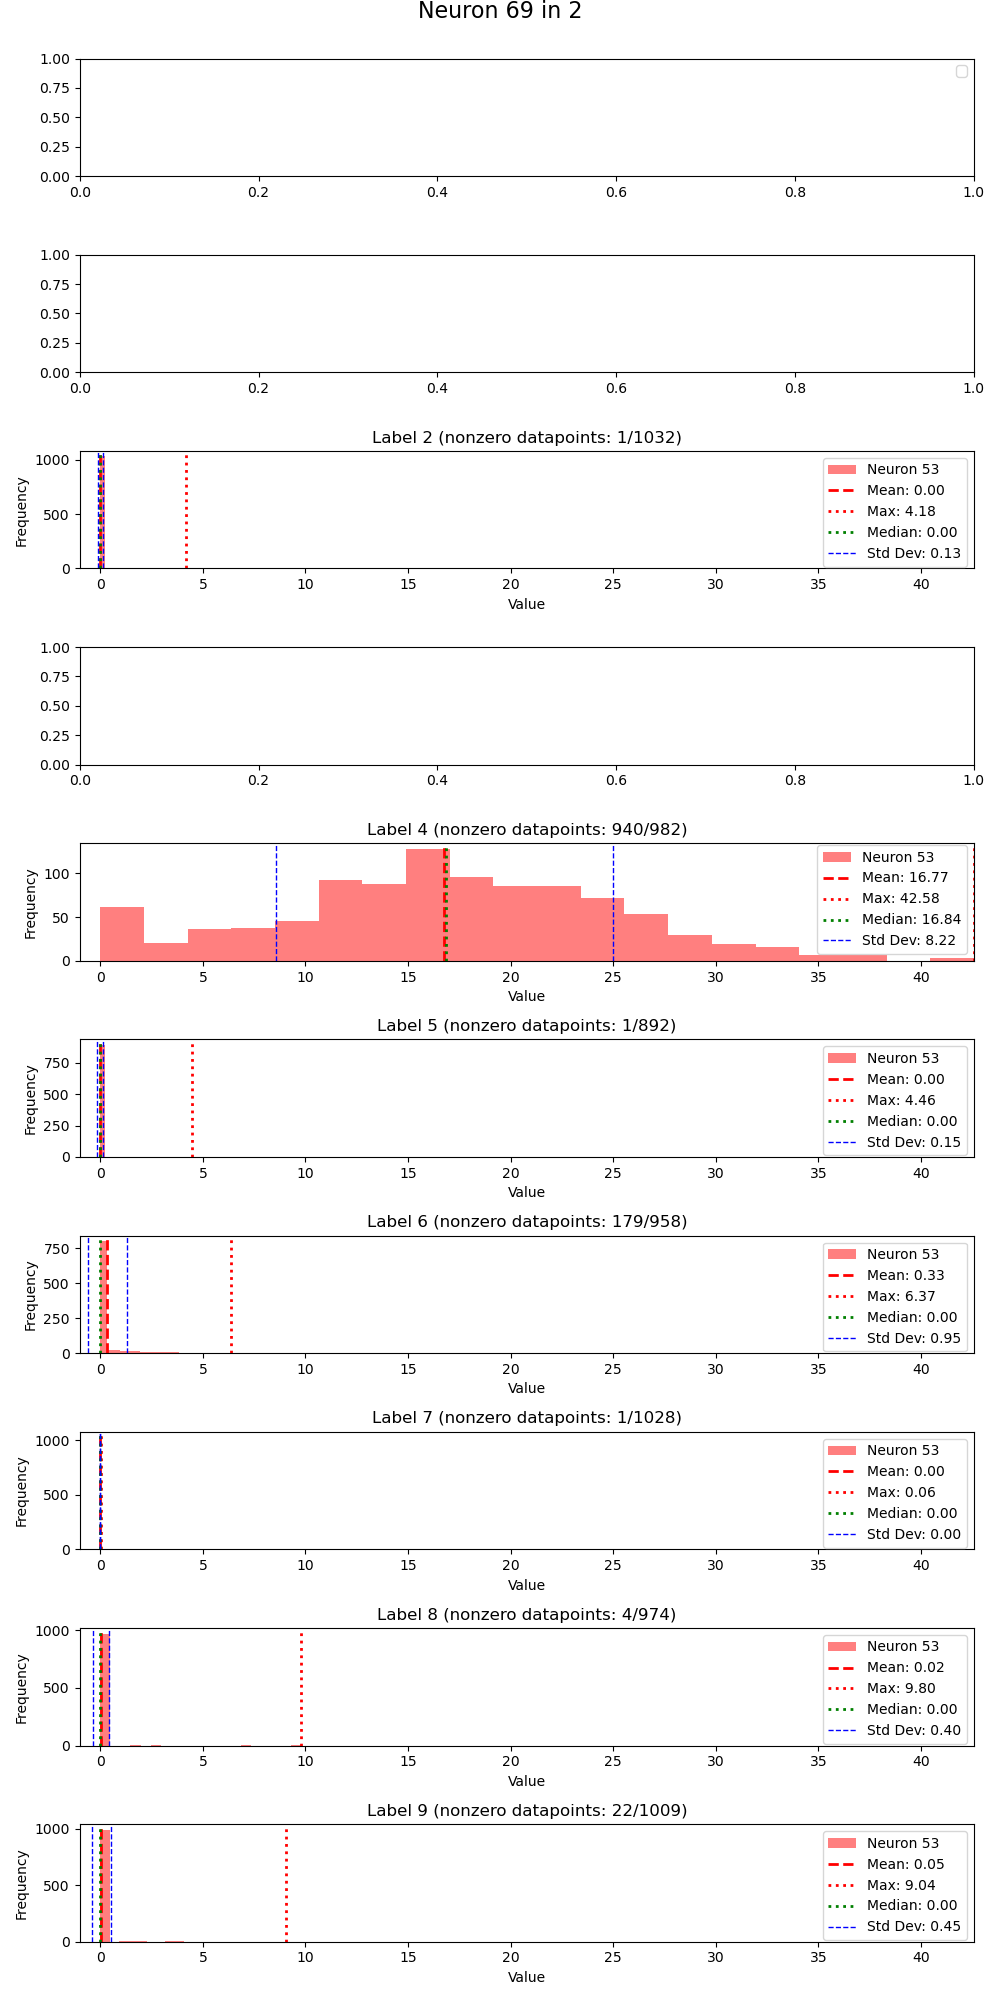 Neuron 69 in 2
1.00
0.75
0.50
0.25
0.00
0.0 0.2 0.4 0.6 0.8 1.0
1.00
0.75
0.50
0.25
0.00
0.0 0.2 0.4 0.6 0.8 1.0
Label 2 (nonzero datapoints: 1/1032)
Frequency
1000
500
0
Neuron 53
Mean: 0.00
Max: 4.18
Median: 0.00
Std Dev: 0.13
0 5 10 15 20 25 30 35 40
Value
1.00
0.75
0.50
0.25
0.00
0.0 0.2 0.4 0.6 0.8 1.0
Label 4 (nonzero datapoints: 940/982)
Frequency
100
50
0
Neuron 53
Mean: 16.77
Max: 42.58
Median: 16.84
Std Dev: 8.22
0 5 10 15 20 25 30 35 40
Value
Label 5 (nonzero datapoints: 1/892)
Frequency
750
500
250
0
Neuron 53
Mean: 0.00
Max: 4.46
Median: 0.00
Std Dev: 0.15
0 5 10 15 20 25 30 35 40
Value
Label 6 (nonzero datapoints: 179/958)
Frequency
750
500
250
0
Neuron 53
Mean: 0.33
Max: 6.37
Median: 0.00
Std Dev: 0.95
0 5 10 15 20 25 30 35 40
Value
Label 7 (nonzero datapoints: 1/1028)
Frequency
1000
500
0
Neuron 53
Mean: 0.00
Max: 0.06
Median: 0.00
Std Dev: 0.00
0 5 10 15 20 25 30 35 40
Value
Label 8 (nonzero datapoints: 4/974)
Frequency
1000
500
0
Neuron 53
Mean: 0.02
Max: 9.80
Median: 0.00
Std Dev: 0.40
0 5 10 15 20 25 30 35 40
Value
Label 9 (nonzero datapoints: 22/1009)
Frequency
1000
500
0
Neuron 53
Mean: 0.05
Max: 9.04
Median: 0.00
Std Dev: 0.45
0 5 10 15 20 25 30 35 40
Value